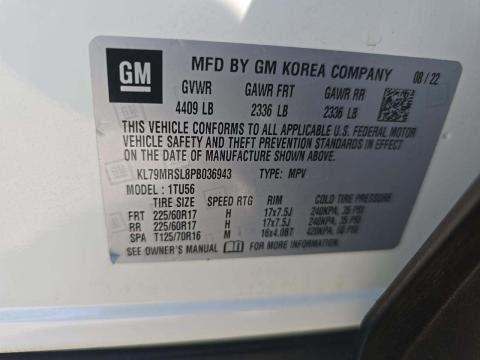 GM MFD BY GM KOREA COMPANY 08 / 22
GVWR GAWR FRT GAWR RR
4409 LB 2336 LB 2336 LB
THIS VEHICLE CONFORMS TO ALL APPLICABLE U.S. FEDERAL MOTOR
VEHICLE SAFETY AND THEFT PREVENTION STANDARDS IN EFFECT
ON THE DATE OF MANUFACTURE SHOWN ABOVE.
KL79MRSL8PB036943 TYPE: MPV
MODEL : 1TU56
TIRE SIZE SPEED RTG RIM COLD TIRE PRESSURE
FRT 225/60R17 H 17x7.5J 240KPA, 35 PSI
RR 225/60R17 H 17x7.5J 240KPA, 35 PSI
SPA T125/70R16 M 16x4.0BT 420KPA, 60 PSI
SEE OWNER'S MANUAL